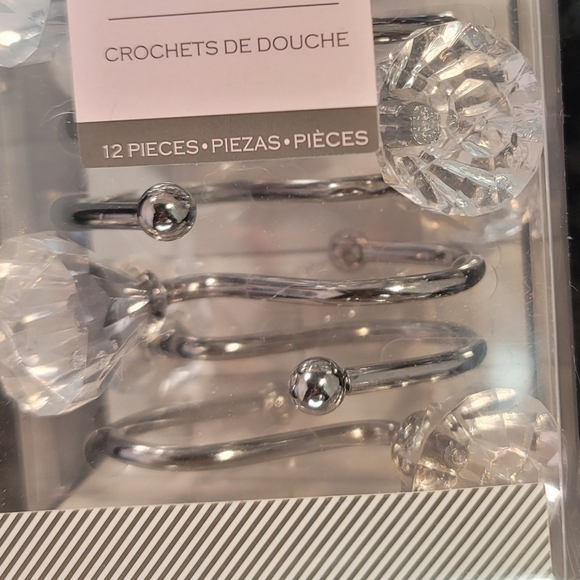 CROCHETS DE DOUCHE
12 PIECES•PIEZAS•PIÈCES